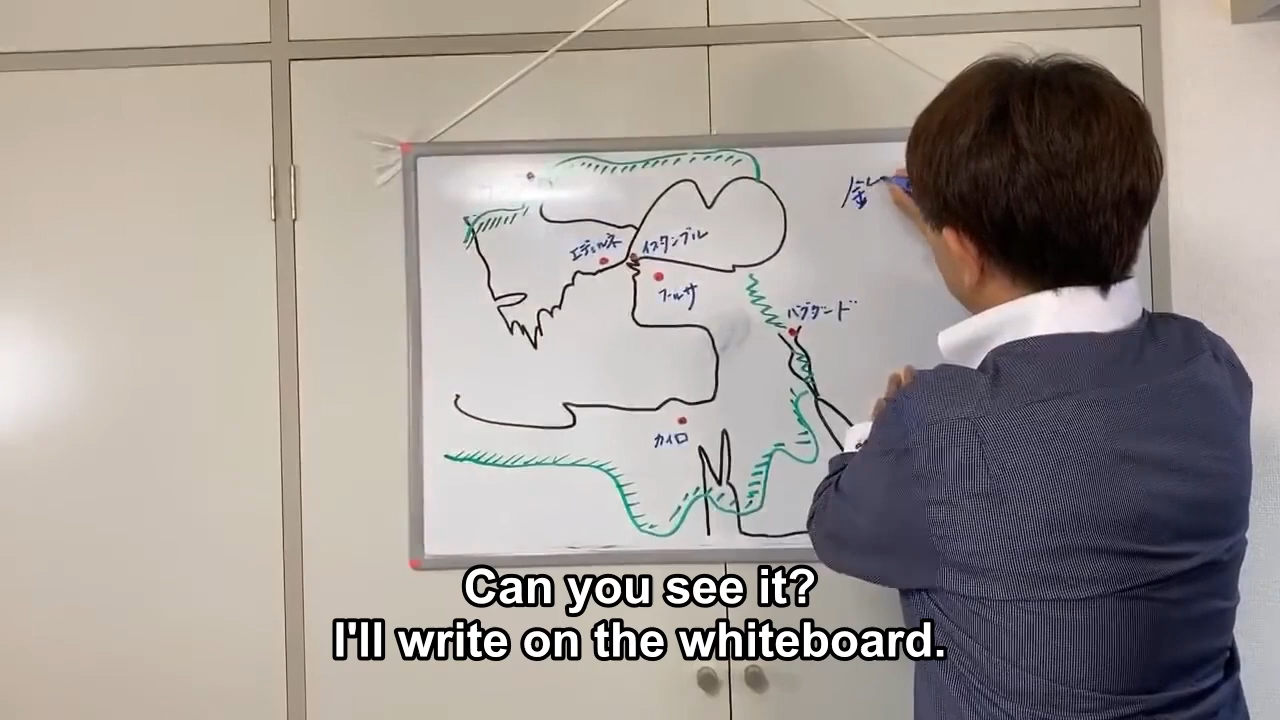 エディルネ
イスタンブル
ブルサ
バグダード
カイロ
Can you see it?
I'll write on the whiteboard.